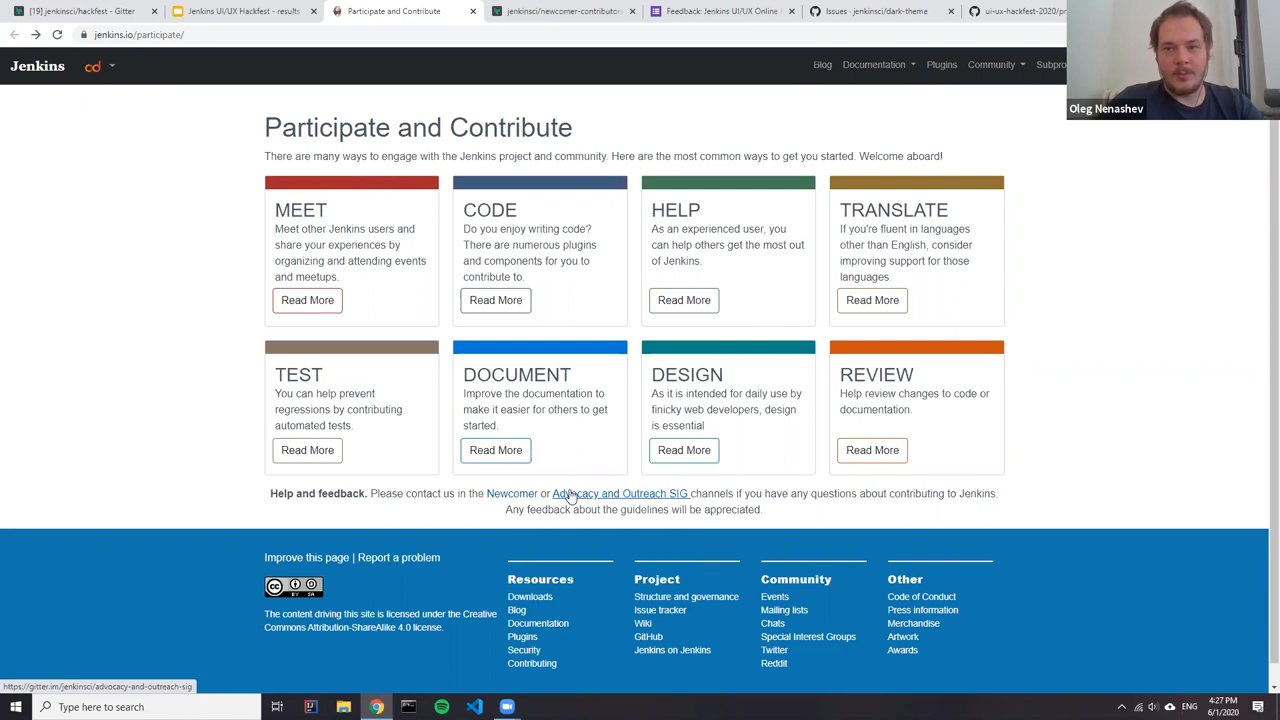 [19] jenkinsci/hackfest - Gitter
Jenkins UI/UX Hackfest - results
Participate and Contribute
jenkinsci/newcomer-contributor
Feedback: Jenkins UI/UX Online
Issues · jenkinsci/dark-theme
ui-ux-hackfest-2020/pr
jenkins.io/participate/
Jenkins
cd
Blog
Documentation
Plugins
Community
Subpro
Oleg Nenashev
Participate and Contribute
There are many ways to engage with the Jenkins project and community. Here are the most common ways to get you started. Welcome aboard!
MEET
Meet other Jenkins users and
share your experiences by
organizing and attending events
and meetups.
Read More
CODE
Do you enjoy writing code?
There are numerous plugins
and components for you to
contribute to.
Read More
HELP
As an experienced user, you
can help others get the most out
of Jenkins.
Read More
TRANSLATE
If you're fluent in languages
other than English, consider
improving support for those
languages.
Read More
TEST
You can help prevent
regressions by contributing
automated tests.
Read More
DOCUMENT
Improve the documentation to
make it easier for others to get
started.
Read More
DESIGN
As it is intended for daily use by
finicky web developers, design
is essential
Read More
REVIEW
Help review changes to code or
documentation.
Read More
Help and feedback. Please contact us in the Newcomer or Advocacy and Outreach SIG channels if you have any questions about contributing to Jenkins.
Any feedback about the guidelines will be appreciated.
Improve this page | Report a problem
CC BY SA
The content driving this site is licensed under the Creative
Commons Attribution-ShareAlike 4.0 license.
Resources
Downloads
Blog
Documentation
Plugins
Security
Contributing
Project
Structure and governance
Issue tracker
Wiki
GitHub
Jenkins on Jenkins
Community
Events
Mailing lists
Chats
Special Interest Groups
Twitter
Reddit
Other
Code of Conduct
Press information
Merchandise
Artwork
Awards
https://gitter.im/jenkinsci/advocacy-and-outreach-sig
Type here to search
ENG
4:27 PM
6/1/2020